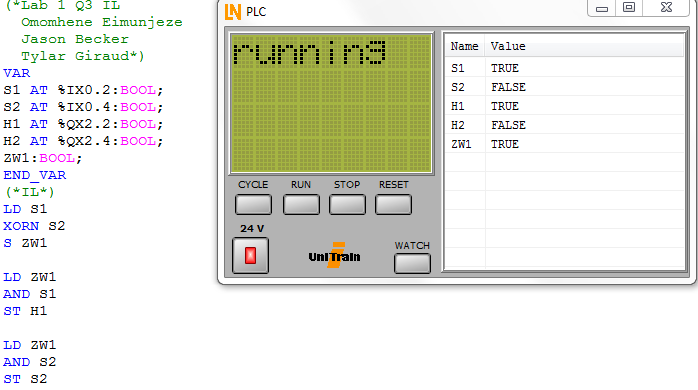 (*Lab 1 Q3 IL
Omomhene Eimunjeze
Jason Becker
Tylar Giraud*)
VAR
S1 AT %IX0.2:BOOL;
S2 AT %IX0.4:BOOL;
H1 AT %QX2.2:BOOL;
H2 AT %QX2.4:BOOL;
ZW1:BOOL;
END_VAR
(*IL*)
LD S1
XORN S2
S ZW1
LD ZW1
AND S1
ST H1
LD ZW1
AND S2
ST S2
LN PLC
running
CYCLE RUN STOP RESET
24 V
UniTrain
WATCH
Name Value
S1 TRUE
S2 FALSE
H1 TRUE
H2 FALSE
ZW1 TRUE